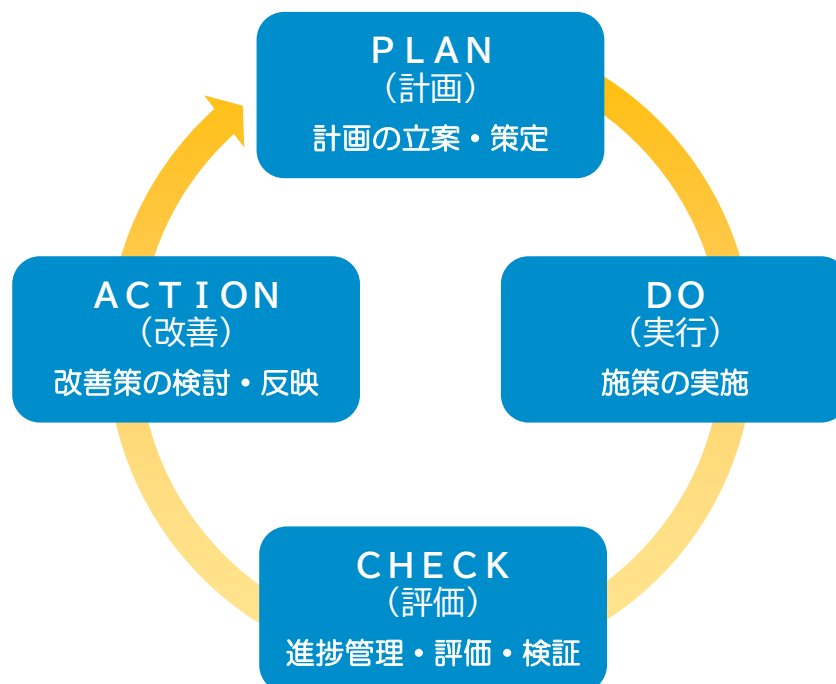 ＰＬＡＮ
（計画）
計画の立案・策定
ＡＣＴＩＯＮ
（改善）
改善策の検討・反映
ＤＯ
（実行）
施策の実施
ＣＨＥＣＫ
（評価）
進捗管理・評価・検証